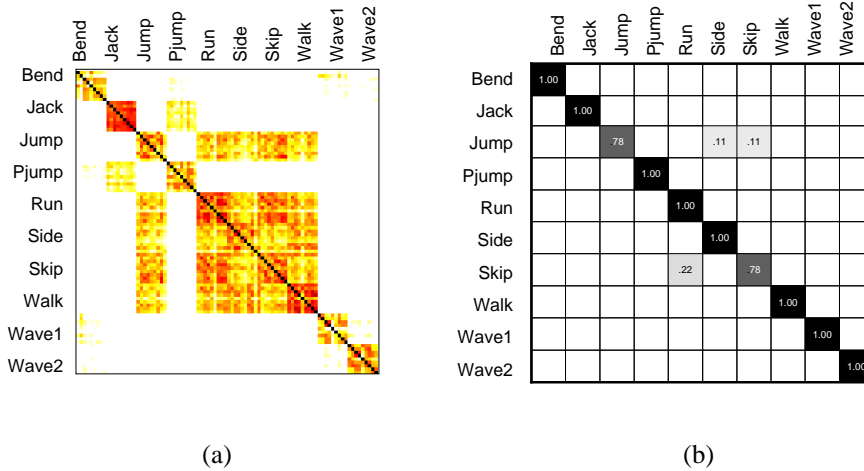 Bend Jack Jump Pjump Run Side Skip Walk Wave1 Wave2
Bend
Jack
Jump
Pjump
Run
Side
Skip
Walk
Wave1
Wave2
(a)
Bend Jack Jump Pjump Run Side Skip Walk Wave1 Wave2
Bend 1.00
Jack 1.00
Jump .78 .11 .11
Pjump 1.00
Run 1.00
Side 1.00
Skip .22 .78
Walk 1.00
Wave1 1.00
Wave2 1.00
(b)